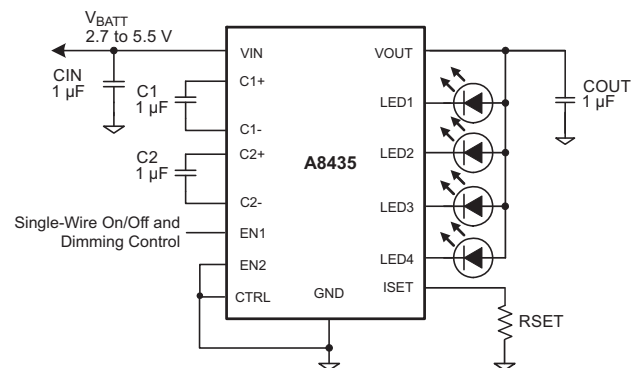 VBATT
2.7 to 5.5 V
VIN
VOUT
CIN
1 µF
C1+
C1
1 µF
C1-
C2+
C2
1 µF
C2-
COUT
1 µF
LED1
LED2
LED3
LED4
A8435
Single-Wire On/Off and
Dimming Control
EN1
EN2
CTRL
GND
ISET
RSET